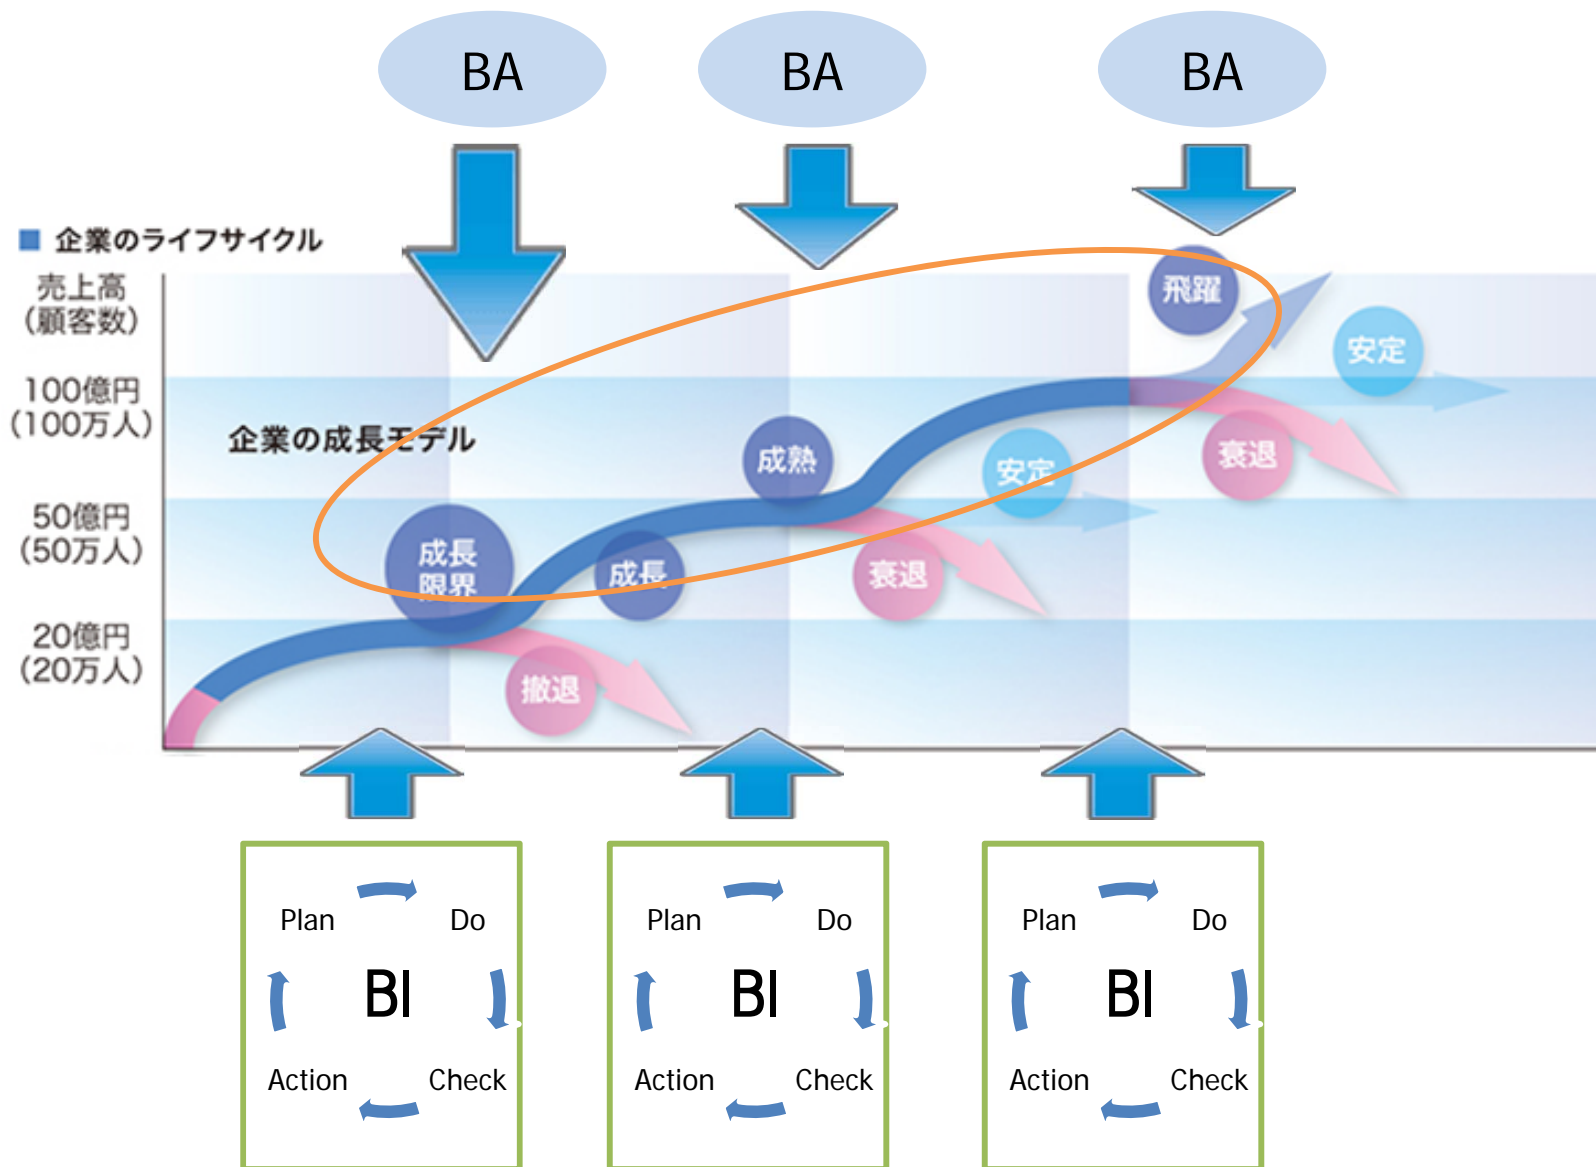 BA
BA
BA
■ 企業のライフサイクル
売上高
(顧客数)
飛躍
安定
100億円
(100万人)
企業の成長モデル
成熟
安定
衰退
50億円
(50万人)
成長
限界
成長
衰退
20億円
(20万人)
撤退
Plan Do
BI
Action Check
Plan Do
BI
Action Check
Plan Do
BI
Action Check